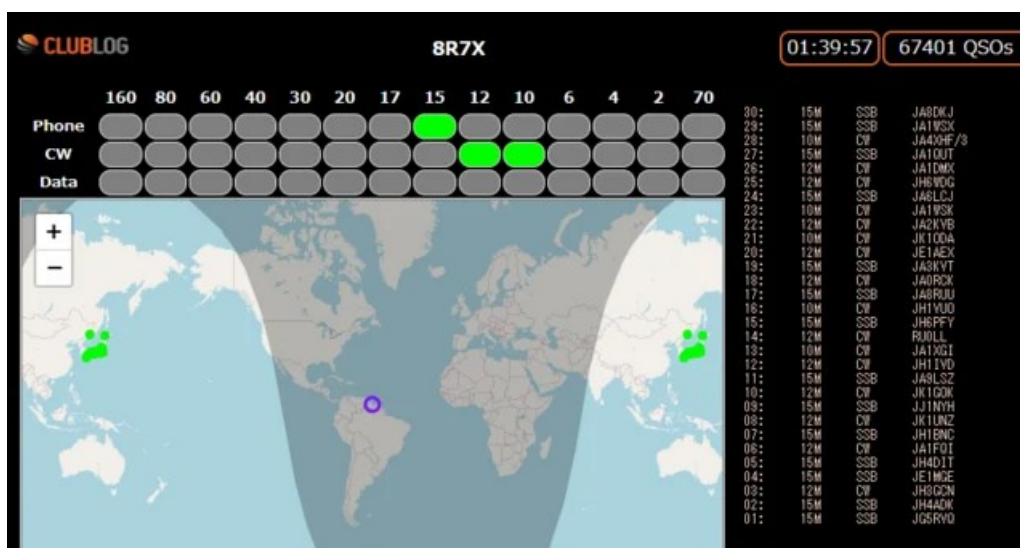 CLUBLOG
8R7X
01:39:57
67401 QSOs
160 80 60 40 30 20 17 15 12 10 6 4 2 70
Phone
CW
Data
+
−
30: 15M SSB JA8DKJ
29: 15M SSB JA1WSX
28: 10M CW JA4XHF/3
27: 15M SSB JA1OUT
26: 12M CW JA1DMX
25: 12M CW JH6WDG
24: 15M SSB JA6LCJ
23: 10M CW JA1WSK
22: 12M CW JA2KVB
21: 10M CW JK1ODA
20: 12M CW JE1AEX
19: 15M SSB JA3KYT
18: 12M CW JA0RCK
17: 15M SSB JA8RUU
16: 10M CW JH1YUO
15: 15M SSB JH6PFY
14: 12M CW RU0LL
13: 10M CW JA1XGI
12: 12M CW JH1IVD
11: 15M SSB JA9LSZ
10: 12M CW JK1GOK
09: 15M SSB JJ1NYH
08: 12M CW JK1UNZ
07: 15M SSB JH1BNC
06: 12M CW JA1FQI
05: 15M SSB JH4DIT
04: 15M SSB JE1MGE
03: 12M CW JH3GCN
02: 15M SSB JH4ADK
01: 15M SSB JG5RVQ